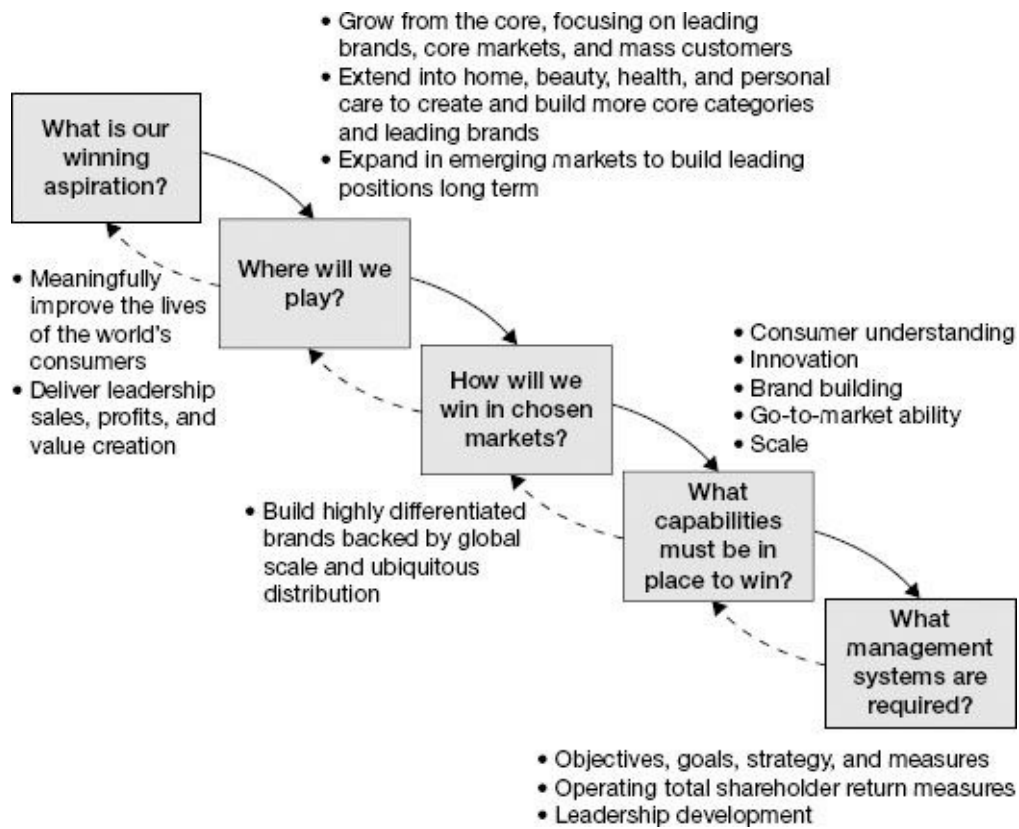 • Grow from the core, focusing on leading
brands, core markets, and mass customers
• Extend into home, beauty, health, and personal
care to create and build more core categories
and leading brands
• Expand in emerging markets to build leading
positions long term
What is our
winning
aspiration?
• Meaningfully
improve the lives
of the world's
consumers
• Deliver leadership
sales, profits, and
value creation
Where will we
play?
How will we
win in chosen
markets?
• Build highly differentiated
brands backed by global
scale and ubiquitous
distribution
• Consumer understanding
• Innovation
• Brand building
• Go-to-market ability
• Scale
What
capabilities
must be in
place to win?
What
management
systems are
required?
• Objectives, goals, strategy, and measures
• Operating total shareholder return measures
• Leadership development